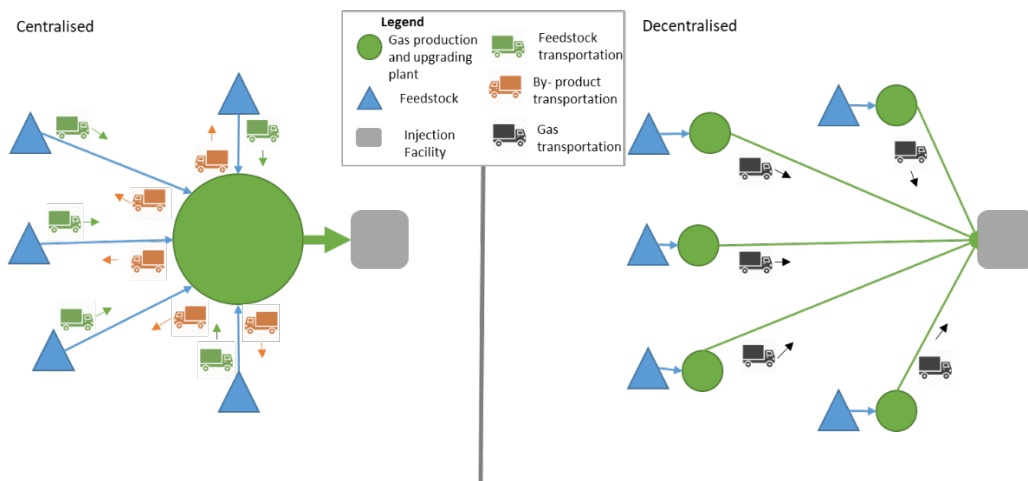 Centralised
Legend
Gas production
and upgrading
plant
Feedstock
Injection
Facility
Feedstock
transportation
By- product
transportation
Gas
transportation
Decentralised